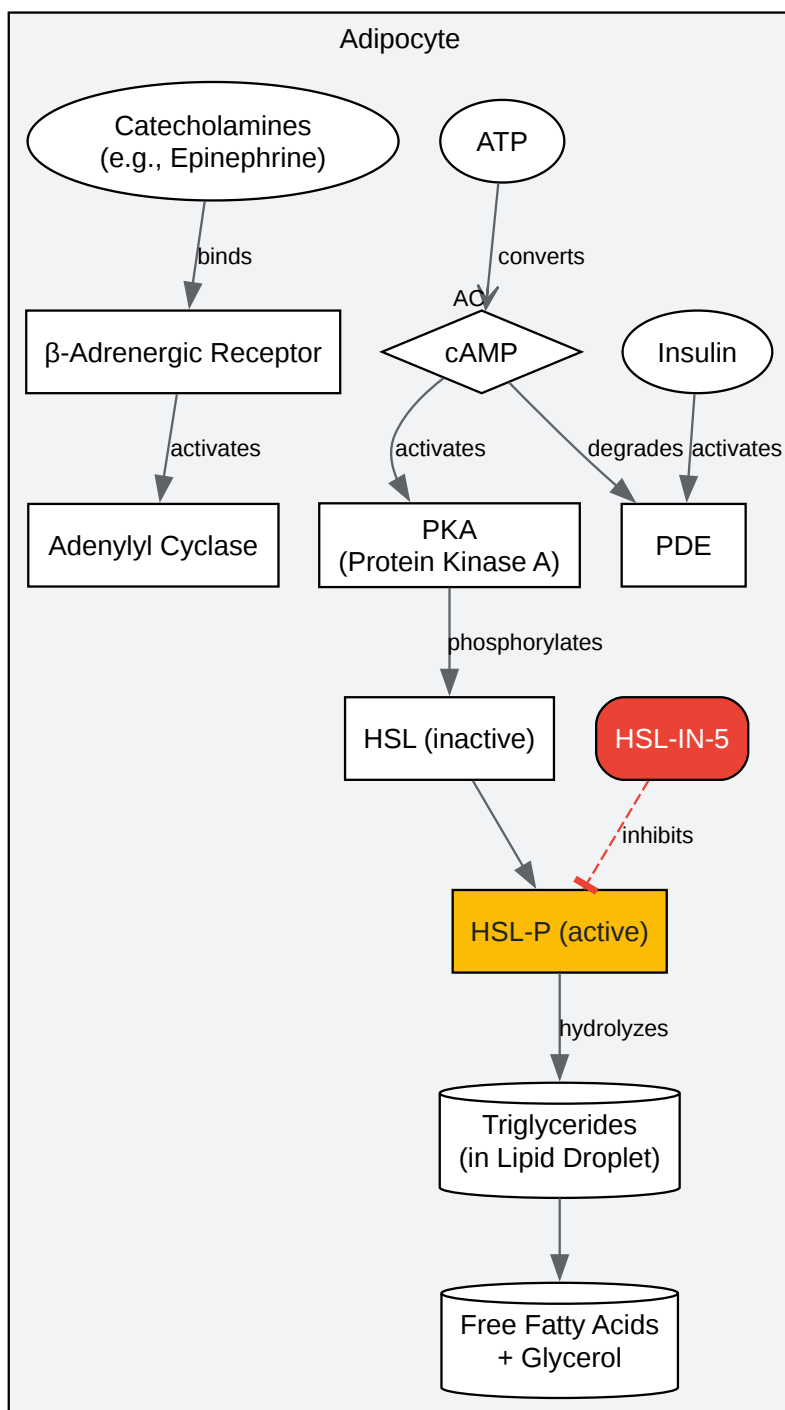 Adipocyte
Catecholamines
(e.g., Epinephrine)
ATP
binds
converts
AC
β-Adrenergic Receptor
cAMP
Insulin
activates
activates
degrades
activates
Adenylyl Cyclase
PKA
(Protein Kinase A)
PDE
phosphorylates
HSL (inactive)
HSL-IN-5
inhibits
HSL-P (active)
hydrolyzes
Triglycerides
(in Lipid Droplet)
Free Fatty Acids
+ Glycerol